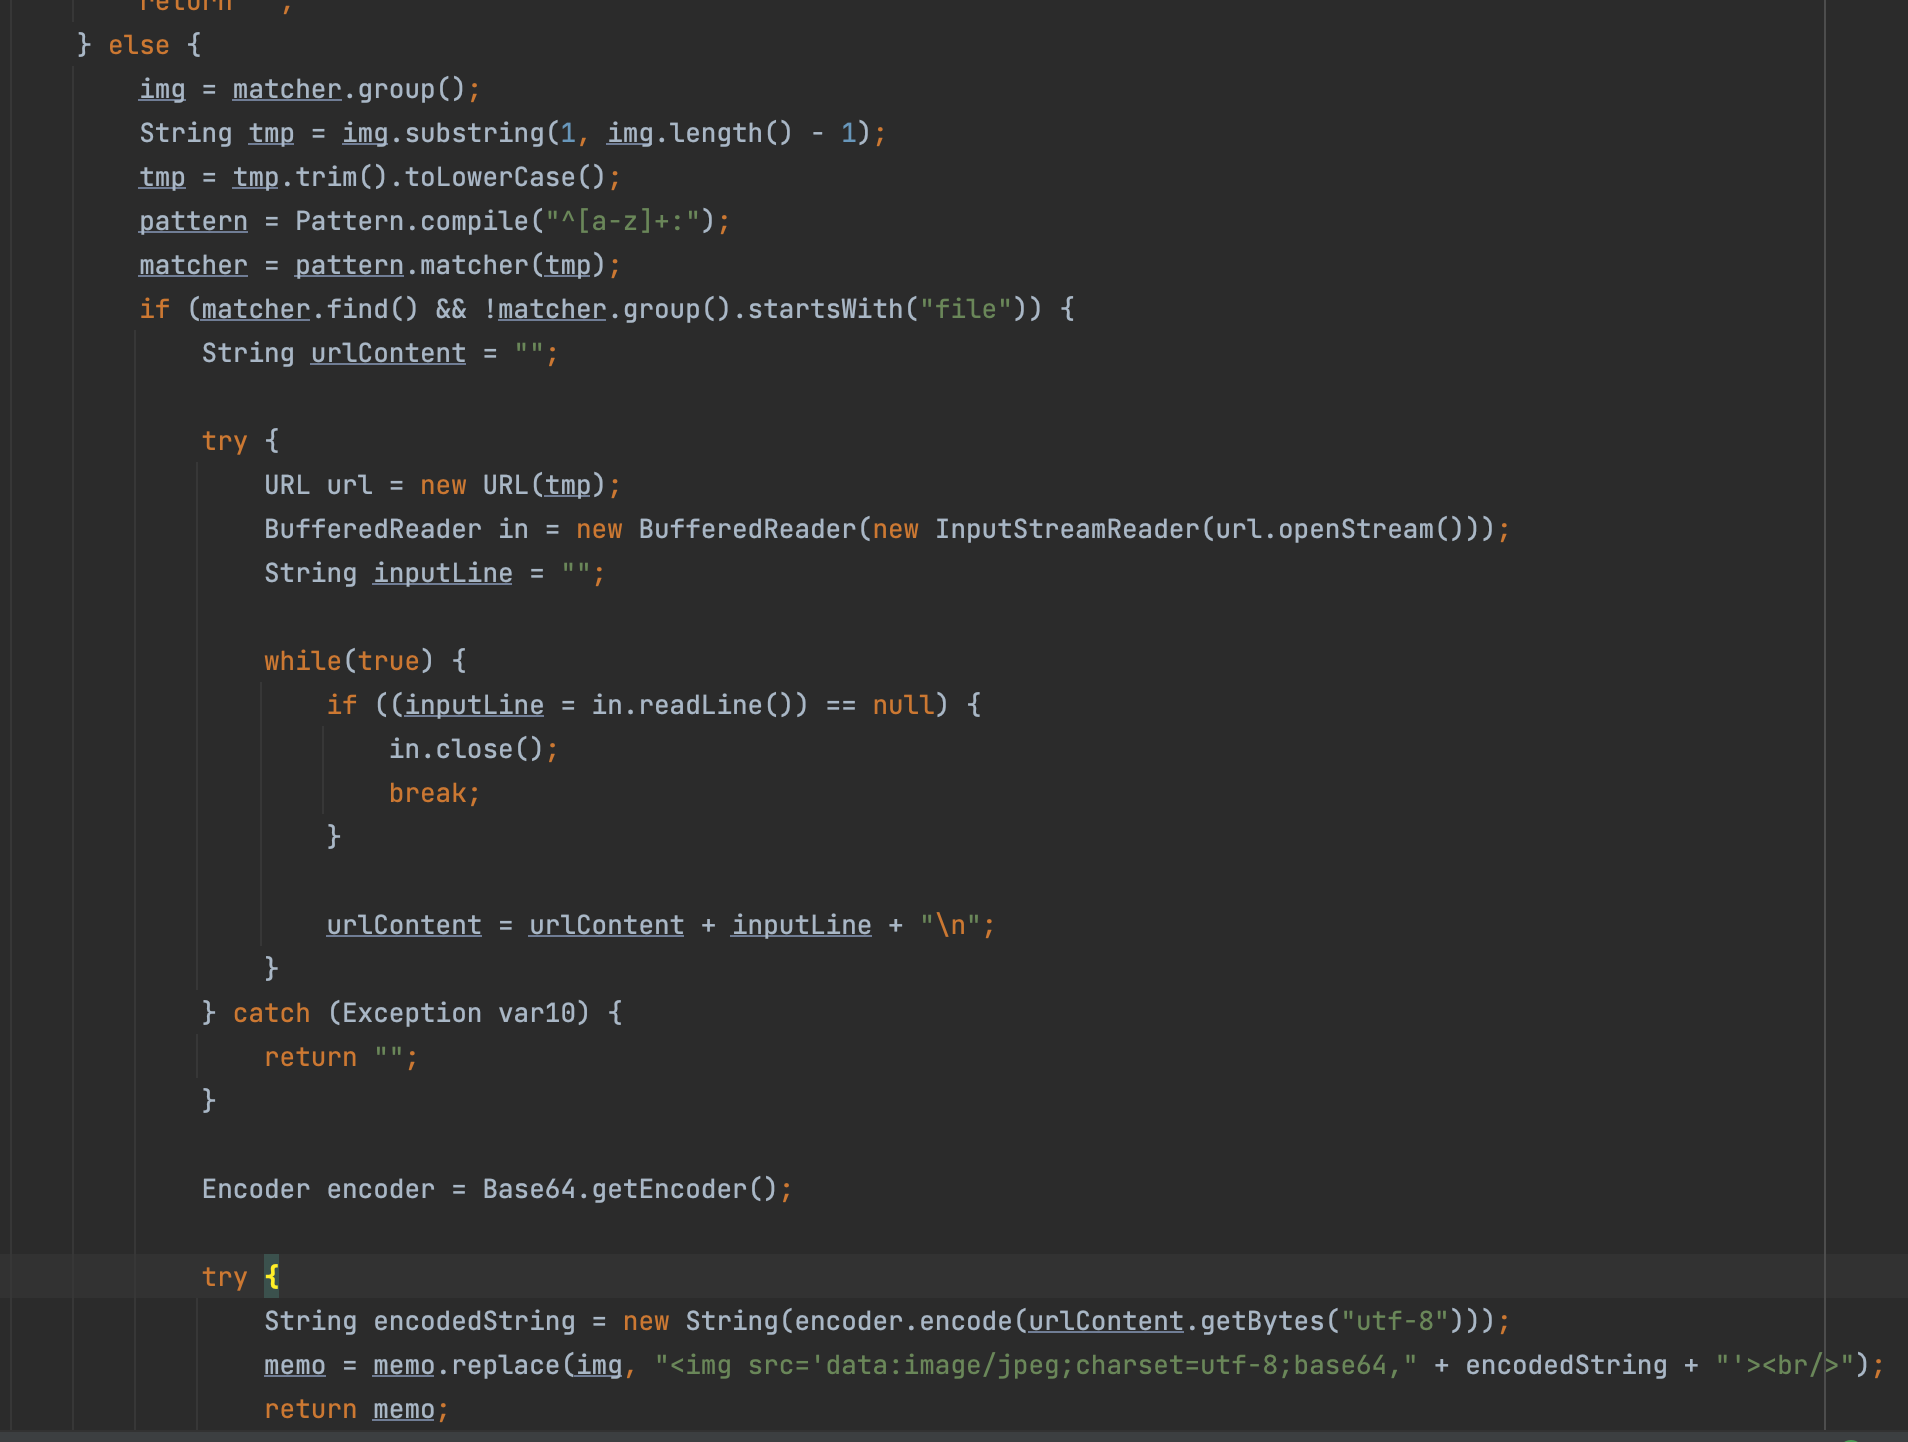 return "";
} else {
img = matcher.group();
String tmp = img.substring(1, img.length() - 1);
tmp = tmp.trim().toLowerCase();
pattern = Pattern.compile("^[a-z]+:");
matcher = pattern.matcher(tmp);
if (matcher.find() && !matcher.group().startsWith("file")) {
String urlContent = "";
try {
URL url = new URL(tmp);
BufferedReader in = new BufferedReader(new InputStreamReader(url.openStream()));
String inputLine = "";
while(true) {
if ((inputLine = in.readLine()) == null) {
in.close();
break;
}
urlContent = urlContent + inputLine + "\n";
}
} catch (Exception var10) {
return "";
}
Encoder encoder = Base64.getEncoder();
try {
String encodedString = new String(encoder.encode(urlContent.getBytes("utf-8")));
memo = memo.replace(img, "<img src='data:image/jpeg;charset=utf-8;base64," + encodedString + "'><br/>");
return memo;